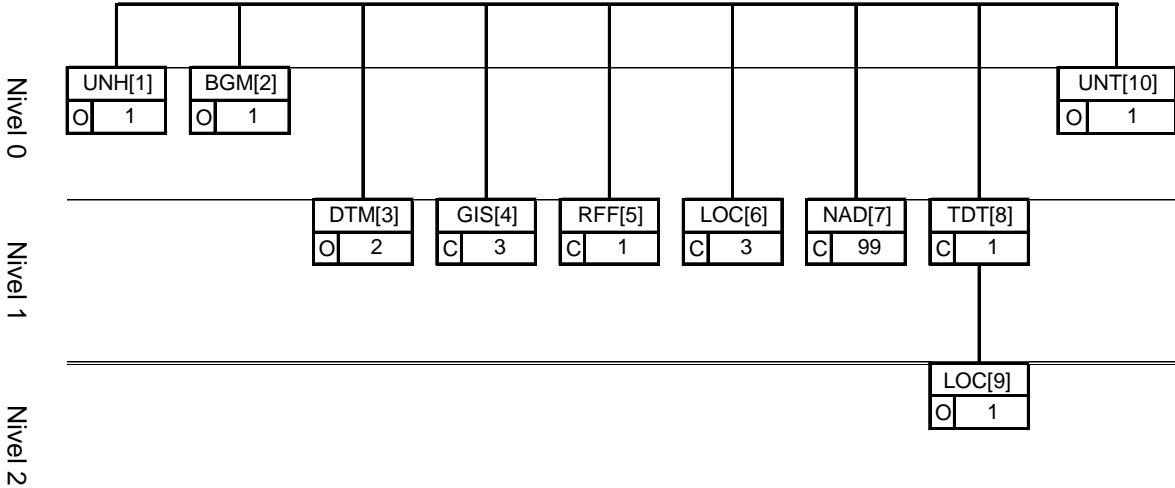 Nivel 0
UNH[1] BGM[2] UNT[10]
O 1 O 1 O 1
Nivel 1
DTM[3] GIS[4] RFF[5] LOC[6] NAD[7] TDT[8]
O 2 C 3 C 1 C 3 C 99 C 1
Nivel 2
LOC[9]
O 1